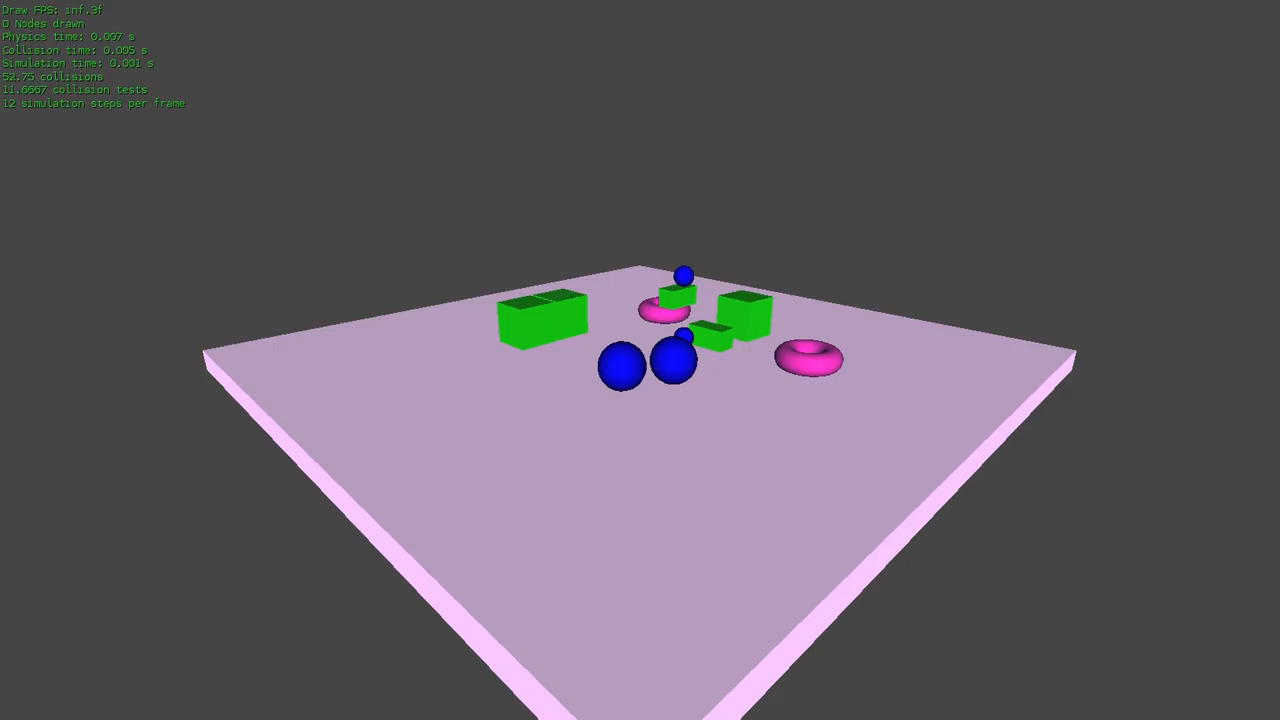 Draw FPS: inf.3f
0 Nodes drawn
Physics time: 0.007 s
Collision time: 0.005 s
Simulation time: 0.001 s
52.75 collisions
11.6667 collision tests
12 simulation steps per frame